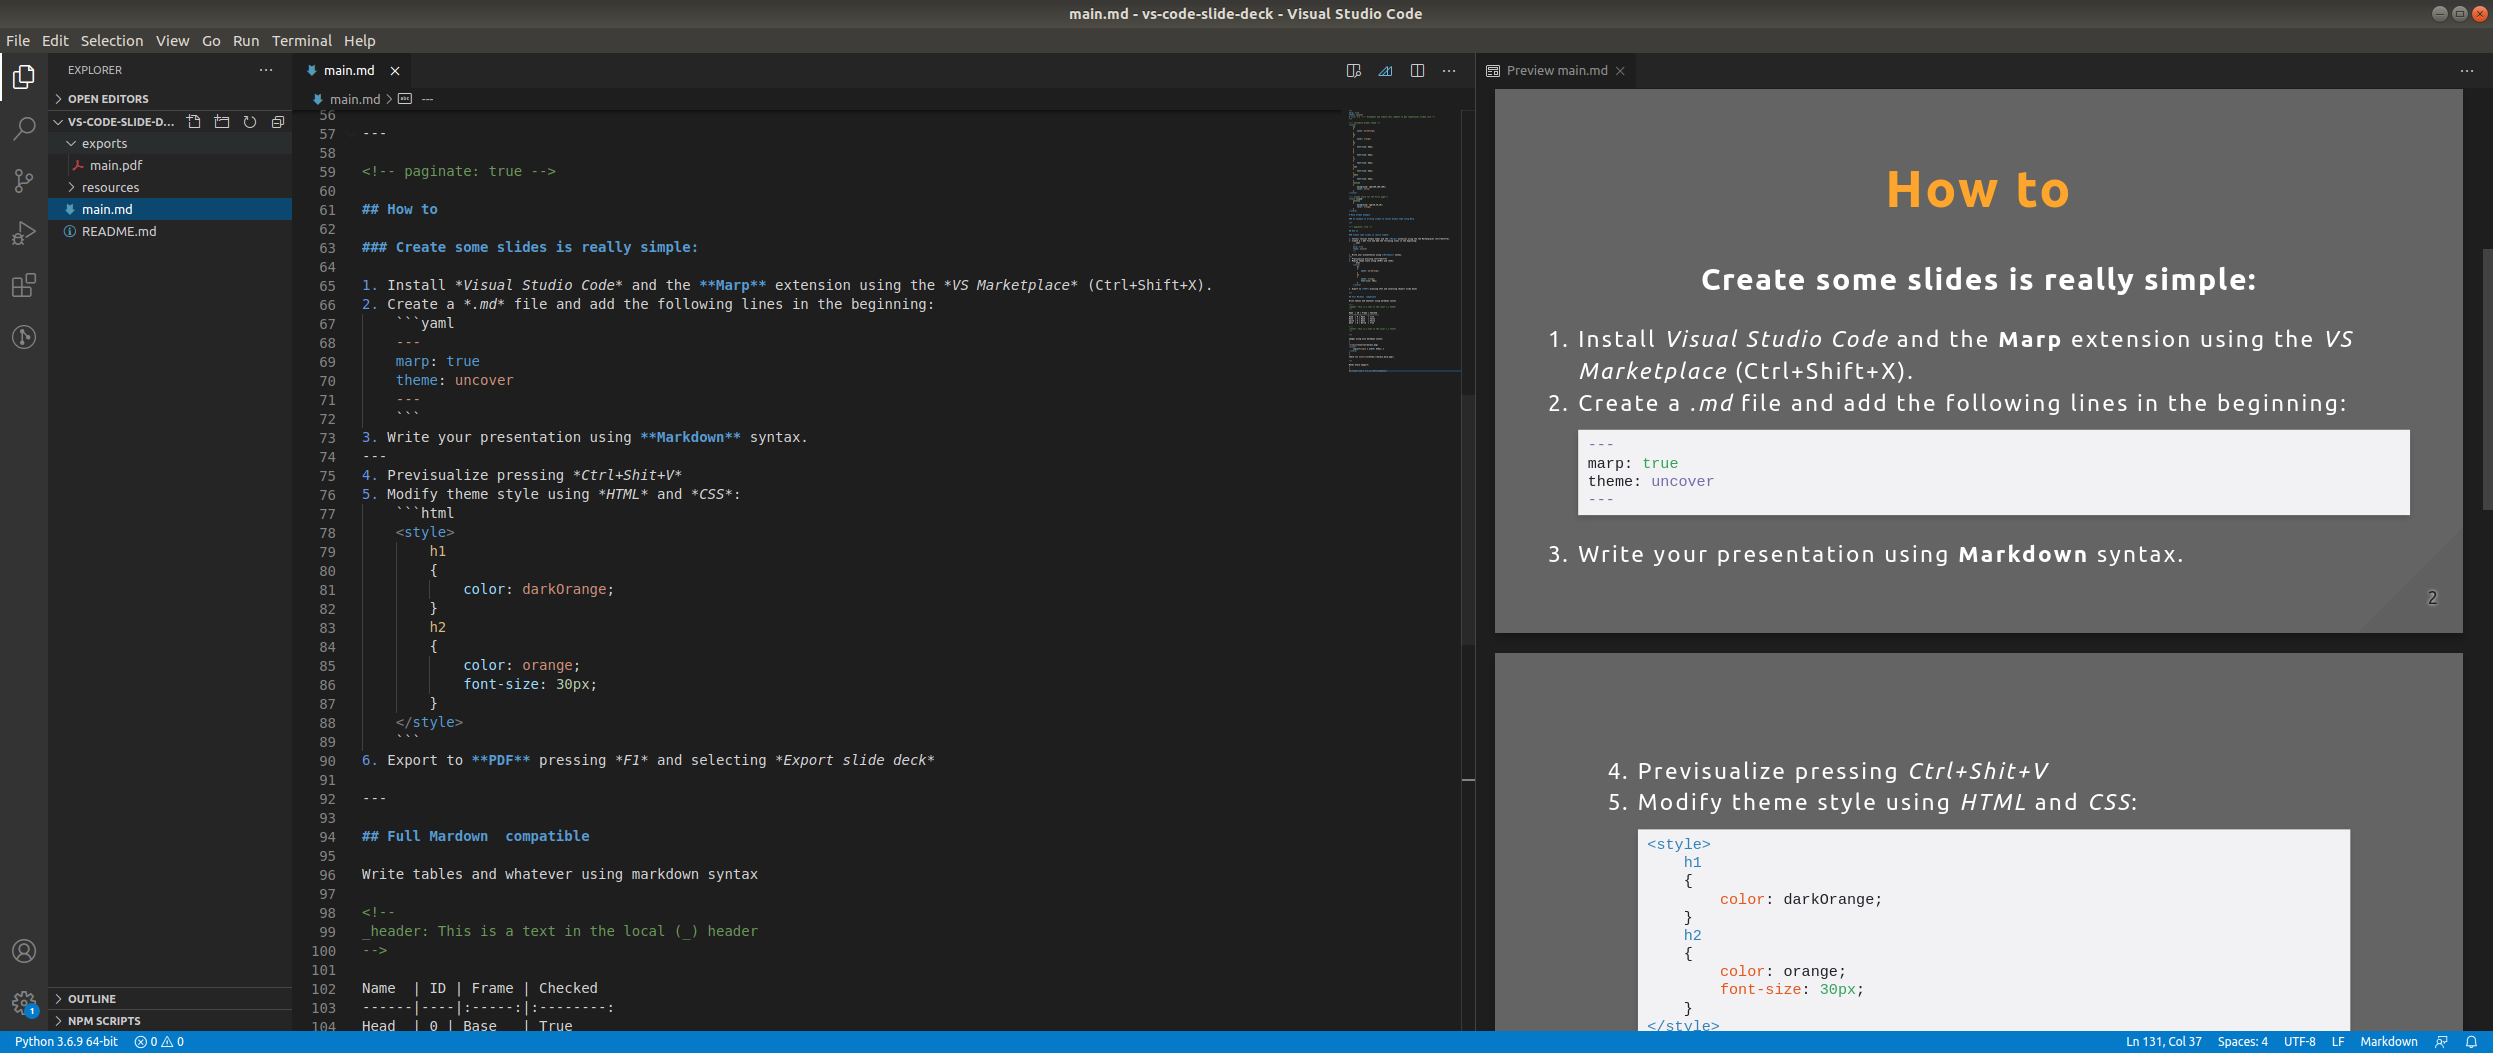 main.md - vs-code-slide-deck - Visual Studio Code
File Edit Selection View Go Run Terminal Help
EXPLORER
OPEN EDITORS
VS-CODE-SLIDE-D...
exports
main.pdf
resources
main.md
README.md
OUTLINE
NPM SCRIPTS
main.md
main.md > abc ---
56
57 ---
58
59 <!-- paginate: true -->
60
61 ## How to
62
63 ### Create some slides is really simple:
64
65 1. Install *Visual Studio Code* and the **Marp** extension using the *VS Marketplace* (Ctrl+Shift+X).
66 2. Create a *.md* file and add the following lines in the beginning:
67 ```yaml
68 ---
69 marp: true
70 theme: uncover
71 ---
72 ```
73 3. Write your presentation using **Markdown** syntax.
74 ---
75 4. Previsualize pressing *Ctrl+Shit+V*
76 5. Modify theme style using *HTML* and *CSS*:
77 ```html
78 <style>
79 h1
80 {
81 color: darkOrange;
82 }
83 h2
84 {
85 color: orange;
86 font-size: 30px;
87 }
88 </style>
89 ```
90 6. Export to **PDF** pressing *F1* and selecting *Export slide deck*
91
92 ---
93
94 ## Full Mardown  compatible
95
96 Write tables and whatever using markdown syntax
97
98 <!--
99 _header: This is a text in the local (_) header
100 -->
101
102 Name  | ID | Frame | Checked
103 ------|----|:-----:|:--------:
104 Head  | 0 | Base   | True
Preview main.md
How to
Create some slides is really simple:
1. Install Visual Studio Code and the Marp extension using the VS
Marketplace (Ctrl+Shift+X).
2. Create a .md file and add the following lines in the beginning:
---
marp: true
theme: uncover
---
3. Write your presentation using Markdown syntax.
2
4. Previsualize pressing Ctrl+Shit+V
5. Modify theme style using HTML and CSS:
<style>
h1
{
color: darkOrange;
}
h2
{
color: orange;
font-size: 30px;
}
</style>
1
Python 3.6.9 64-bit 0 0 Ln 131, Col 37 Spaces: 4 UTF-8 LF Markdown